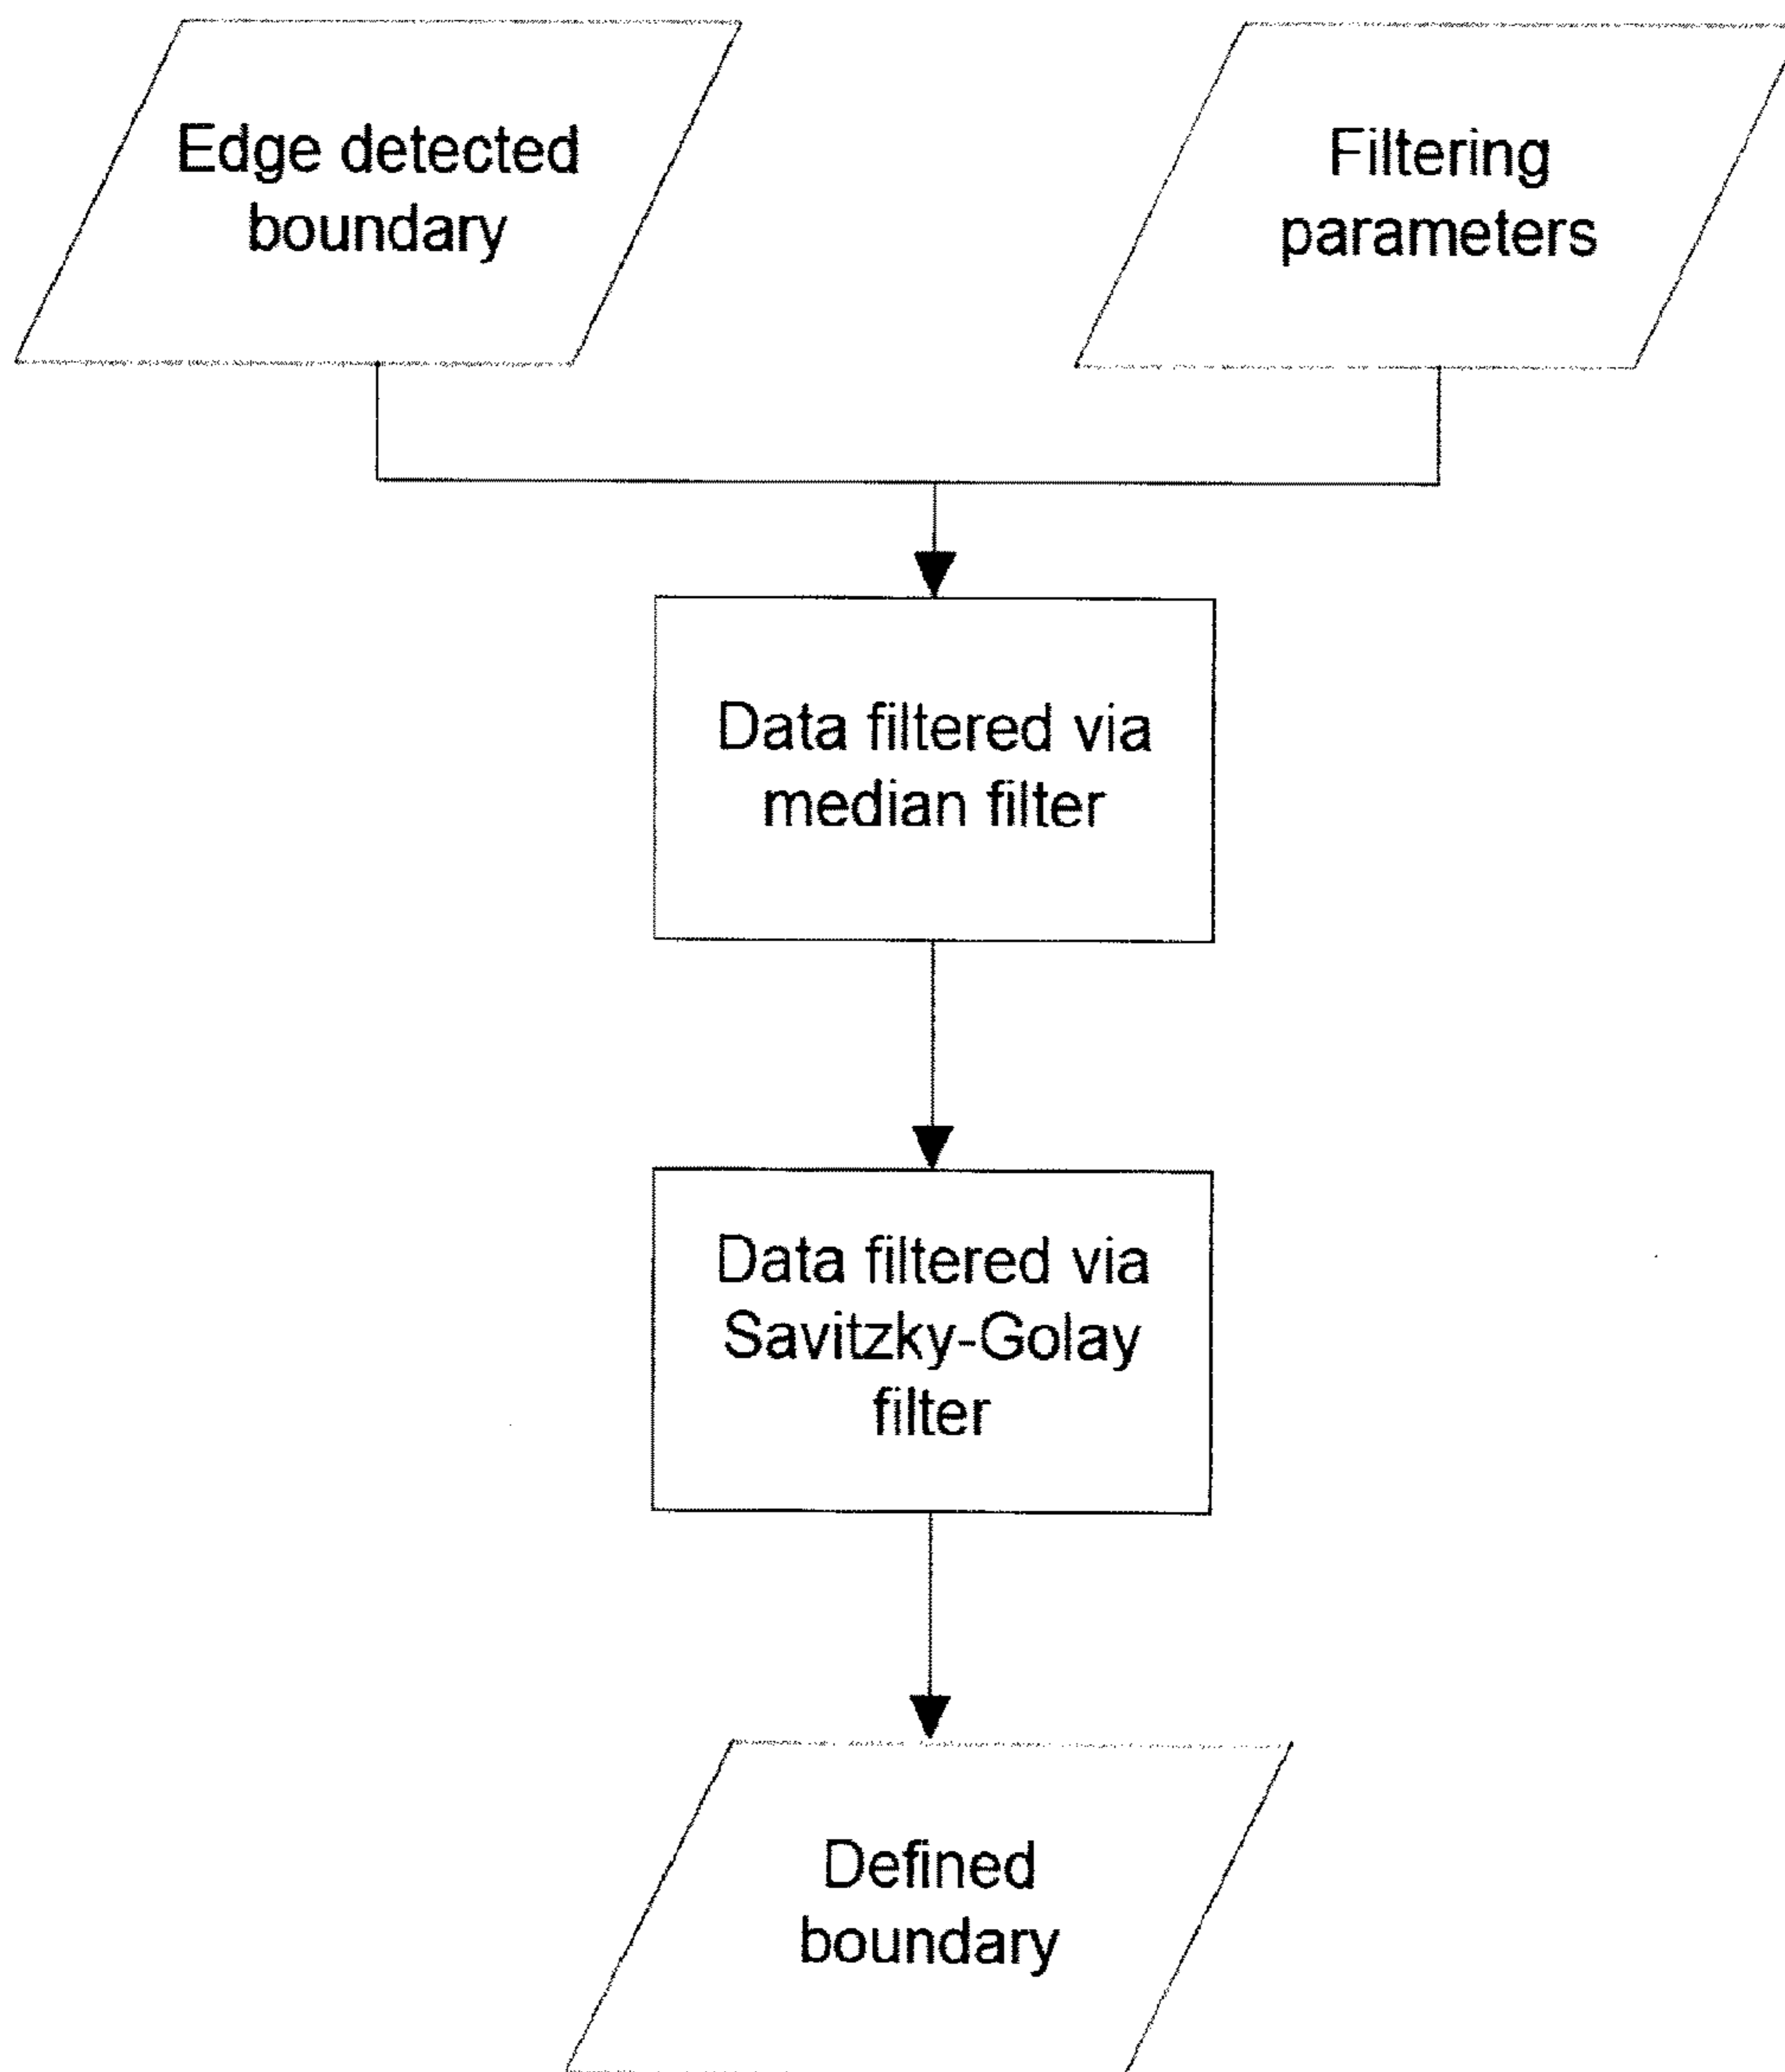 Edge detected
boundary
Filtering
parameters
Data filtered via
median filter
Data filtered via
Savitzky-Golay
filter
Defined
boundary